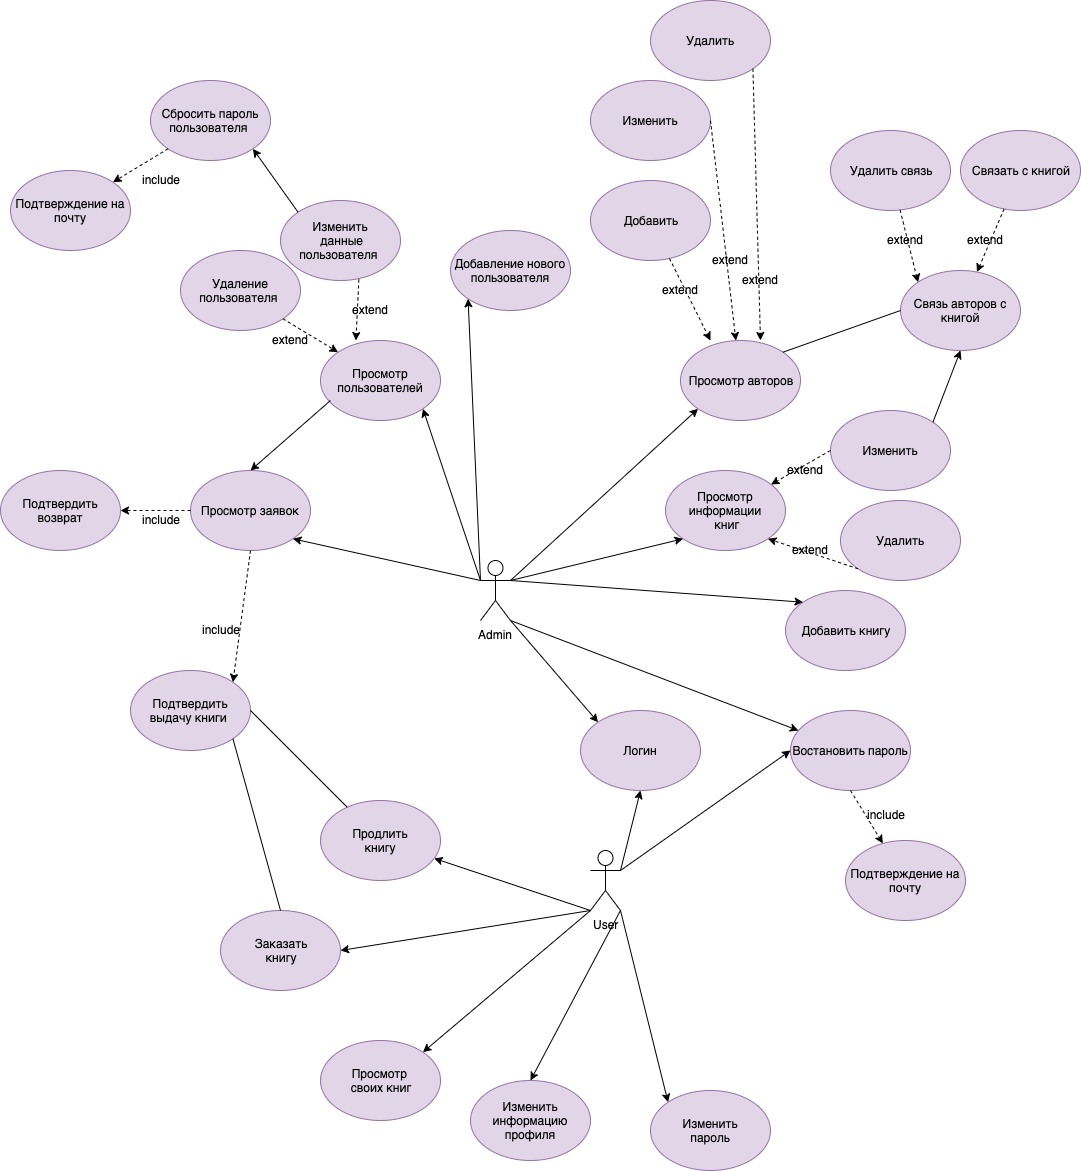 Удалить
Сбросить пароль
пользователя
Изменить
include
Удалить связь
Связать с книгой
Подтверждение на
почту
Добавить
Изменить
данные
пользователя
extend
extend
extend
Добавление нового
пользователя
extend
extend
Удаление
пользователя
extend
extend
Связь авторов с
книгой
extend
Просмотр
пользователей
Просмотр авторов
Изменить
extend
Подтвердить
возврат
include
Просмотр заявок
Просмотр
информации
книг
extend
Удалить
Admin
Добавить книгу
include
Подтвердить
выдачу книги
Логин
Востановить пароль
include
Продлить
книгу
Подтверждение на
почту
User
Заказать
книгу
Просмотр
своих книг
Изменить
информацию
профиля
Изменить
пароль